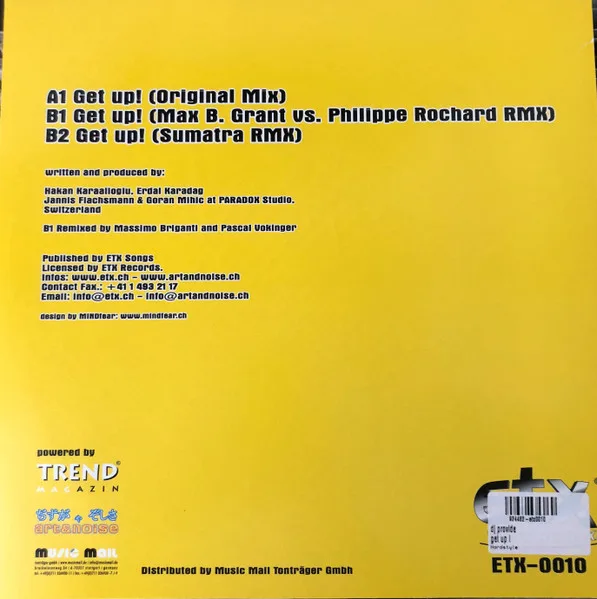 A1 Get up! (Original Mix)
B1 Get up! (Max B. Grant vs. Philippe Rochard RMX)
B2 Get up! (Sumatra RMX)
written and produced by:
Hakan Karaalioglu, Erdal Karadag
Jannis Flachsmann & Goran Mihic at PARADOX Studio.
Switzerland
B1 Remixed by Massimo Briganti and Pascal Vokinger
Published by ETX Songs
Licensed by ETX Records.
Infos: www.etx.ch - www.artandnoise.ch
Contact Fax.: +41 1 493 21 17
Email: info@etx.ch - info@artandnoise.ch
design by MINDfear: www.mindfear.ch
powered by
TREND©
MAGAZIN
art&noise
Music Mail
Distributed by Music Mail Tonträger Gmbh
etx
dj provide
get up !
Hardstyle
ETX-0010